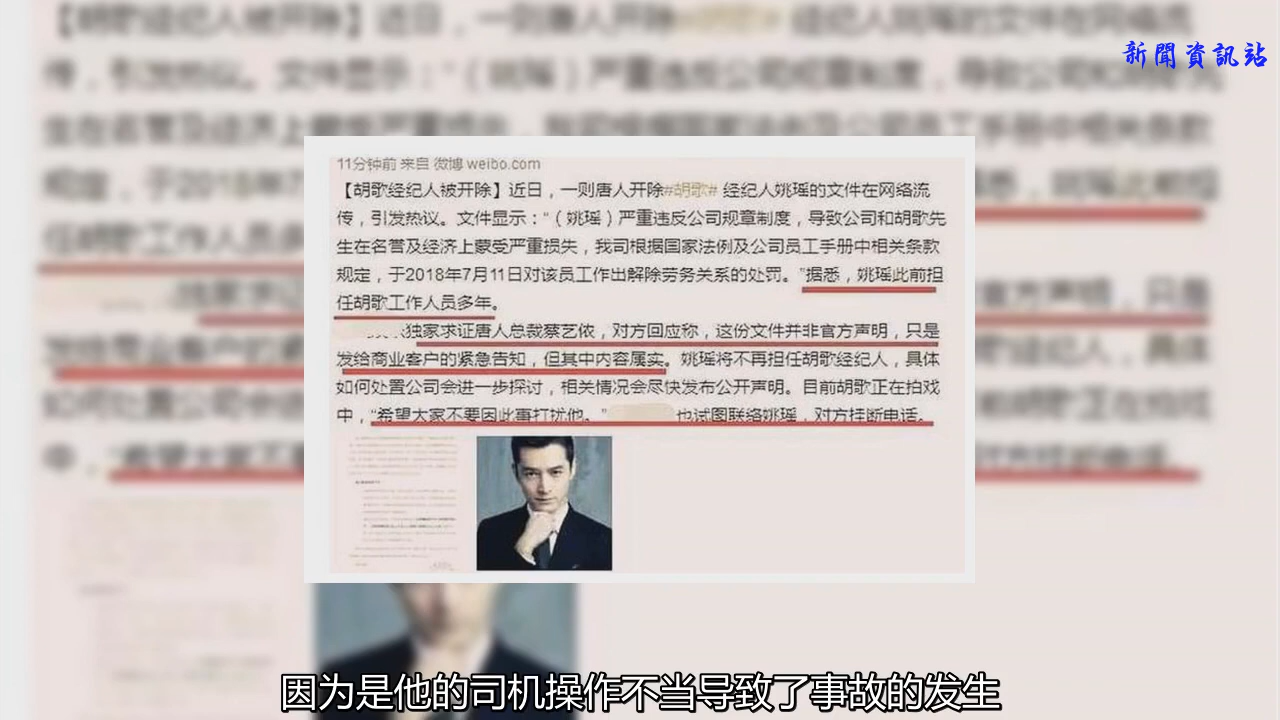 新聞資訊站
11分钟前 来自 微博 weibo.com
【胡歌经纪人被开除】近日，一则唐人开除#胡歌# 经纪人姚瑶的文件在网络流
传，引发热议。文件显示：“（姚瑶）严重违反公司规章制度，导致公司和胡歌先
生在名誉及经济上蒙受严重损失，我司根据国家法例及公司员工手册中相关条款
规定，于2018年7月11日对该员工作出解除劳务关系的处罚。”据悉，姚瑶此前担
任胡歌工作人员多年。
独家求证唐人总裁蔡艺侬，对方回应称，这份文件并非官方声明，只是
发给商业客户的紧急告知，但其中内容属实。姚瑶将不再担任胡歌经纪人，具体
如何处置公司会进一步探讨，相关情况会尽快发布公开声明。目前胡歌正在拍戏
中，“希望大家不要因此事打扰他。” 也试图联络姚瑶，对方挂断电话。
因为是他的司机操作不当导致了事故的发生